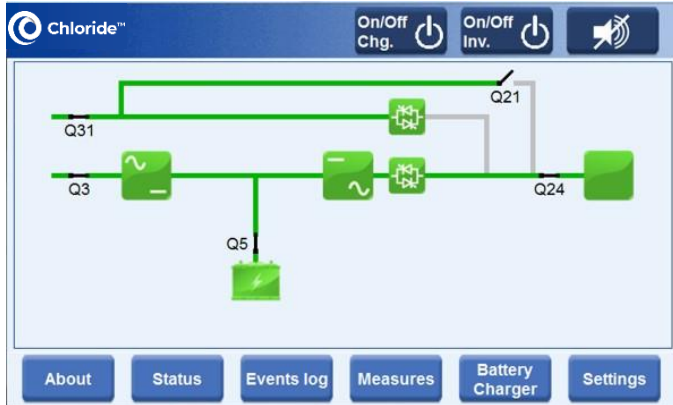 Chloride™
On/Off
Chg.
On/Off
Inv.
Q21
Q31
Q3
Q24
Q5
About
Status
Events log
Measures
Battery
Charger
Settings